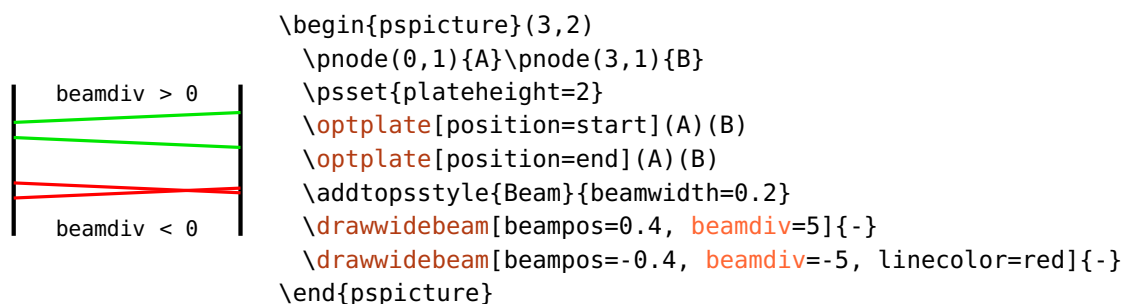 beamdiv > 0
beamdiv < 0
\begin{pspicture}(3,2)
  \pnode(0,1){A}\pnode(3,1){B}
  \psset{plateheight=2}
  \optplate[position=start](A)(B)
  \optplate[position=end](A)(B)
  \addtopsstyle{Beam}{beamwidth=0.2}
  \drawwidebeam[beampos=0.4, beamdiv=5]{-}
  \drawwidebeam[beampos=-0.4, beamdiv=-5, linecolor=red]{-}
\end{pspicture}